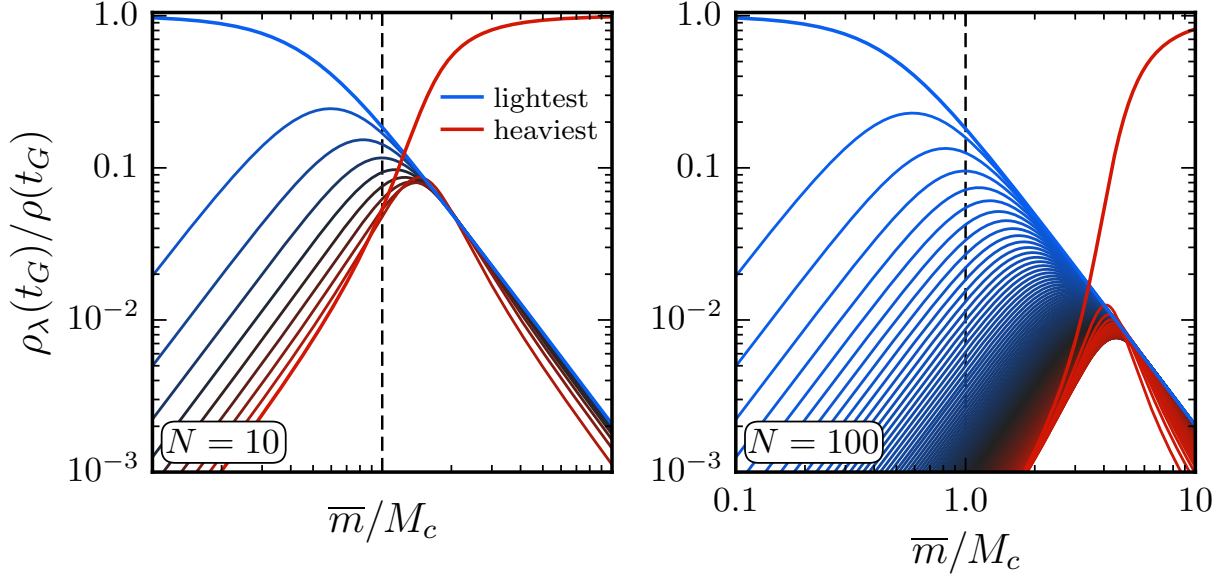 ρ_λ(t_G)/ρ(t_G)
1.0
0.1
10⁻²
10⁻³
lightest
heaviest
N = 10
m̅/M_c
1.0
0.1
10⁻²
10⁻³
N = 100
0.1 1.0 10
m̅/M_c